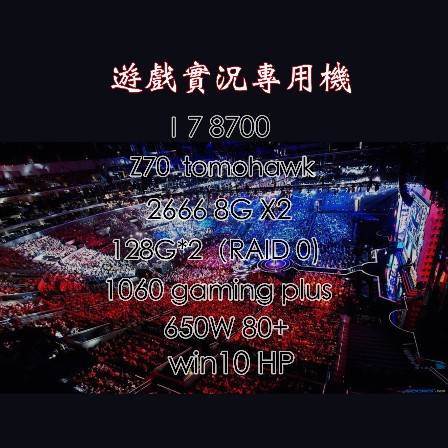 遊戲實況專用機
I 7 8700
Z70 tomohawk
2666 8G X2
128G*2 (RAID 0)
1060 gaming plus
650W 80+
win10 HP